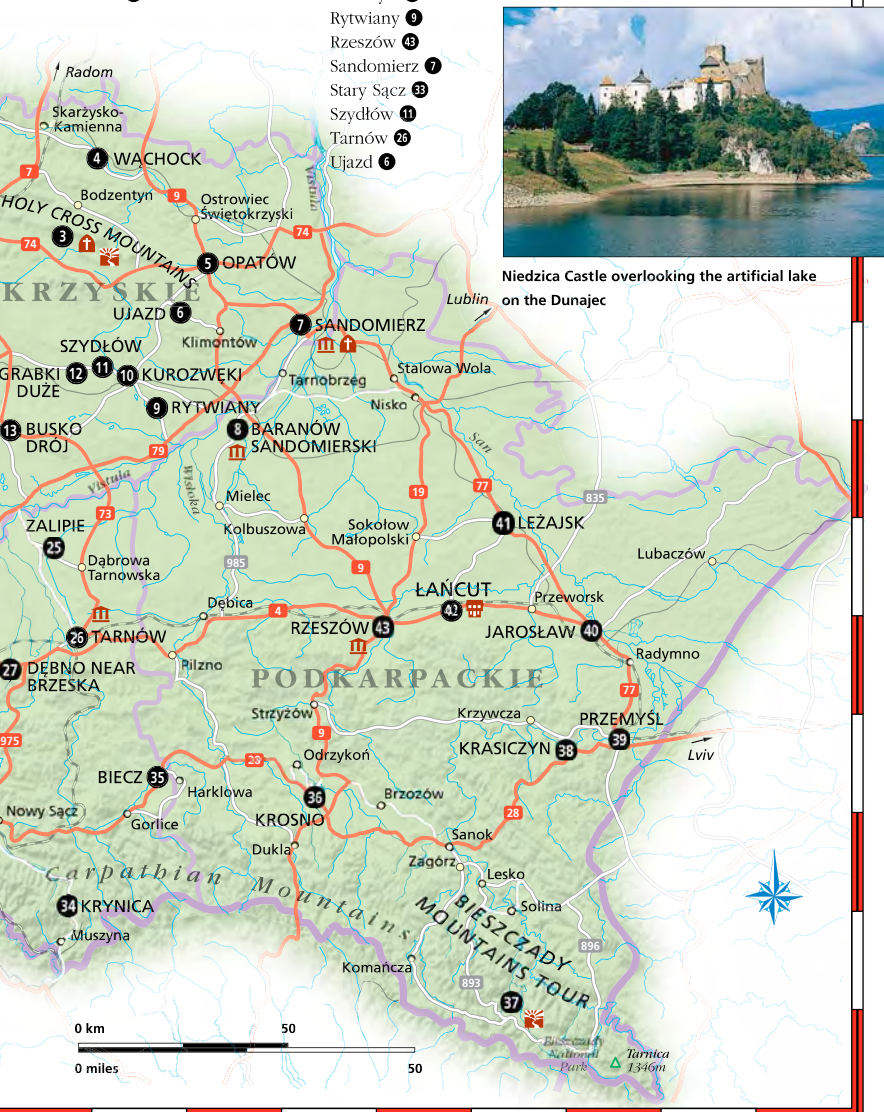 Rytwiany 9
Rzeszów 43
Sandomierz 7
Stary Sącz 33
Szydłów 11
Tarnów 26
Ujazd 6
Niedzica Castle overlooking the artificial lake
on the Dunajec
Radom
Skarżysko-
Kamienna
4 WĄCHOCK
7
Bodzentyn
9
Ostrowiec
Świętokrzyski
Vistula
HOLY CROSS MOUNTAINS
74
74
3
5 OPATÓW
KRZYSKIE
Lublin
UJAZD 6
7 SANDOMIERZ
Klimontów
SZYDŁÓW
GRABKI
DUŻE
12
11
10 KUROZWĘKI
Stalowa Wola
Tarnobrzeg
Nisko
9 RYTWIANY
13 BUSKO
DRÓJ
8 BARANÓW
SANDOMIERSKI
San
79
Vistula
Wisłoka
77
19
835
73
Mielec
Kolbuszowa
Sokołow
Małopolski
41 LEŻAJSK
ZALIPIE
25
Dąbrowa
Tarnowska
985
9
Lubaczów
ŁAŃCUT
42
Przeworsk
Dębica
4
RZESZÓW 43
JAROSŁAW 40
26 TARNÓW
Pilzno
Radymno
27 DĘBNO NEAR
BRZESKA
PODKARPACKIE
77
Strzyżów
Krzywcza
PRZEMYŚL
39
975
9
KRASICZYN 38
Lviv
28
Odrzykoń
BIECZ 35
Harklowa
36
KROSNO
Brzozów
28
Nowy Sącz
Gorlice
Dukla
Sanok
Zagórz
Lesko
Carpathian Mountains
Solina
34 KRYNICA
Muszyna
BIESZCZADY
MOUNTAINS TOUR
896
Komańcza
893
37
0 km 50
0 miles 50
Bieszczady
National
Park
Tarnica
1346m